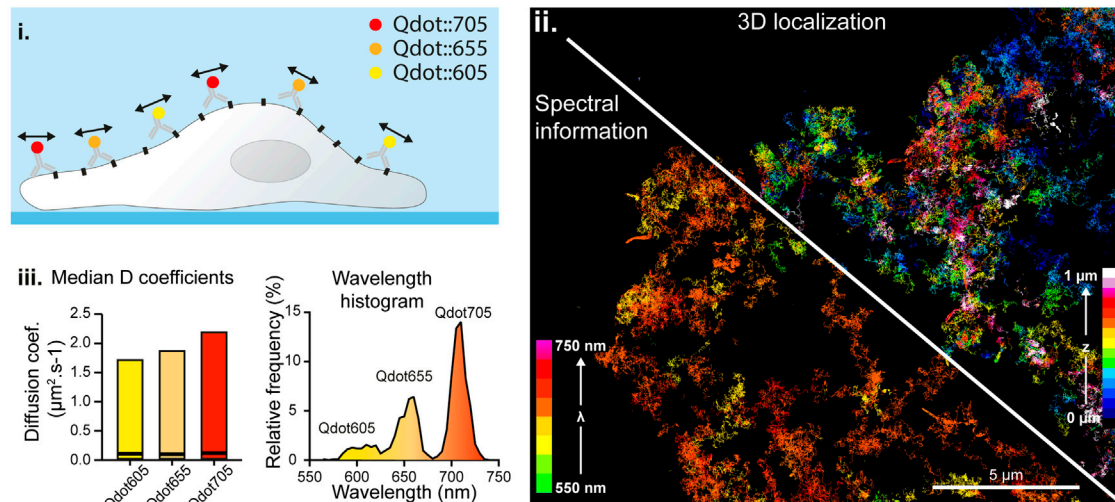 i.
Qdot::705
Qdot::655
Qdot::605
ii.
3D localization
Spectral
information
750 nm
λ
550 nm
1 µm
z
0 µm
5 µm
iii. Median D coefficients
Diffusion coef.
(µm².s-1)
2.5
2.0
1.5
1.0
0.5
0.0
Qdot605
Qdot655
Qdot705
Wavelength
histogram
Relative frequency (%)
15
10
5
0
Qdot605
Qdot655
Qdot705
550 600 650 700 750
Wavelength (nm)